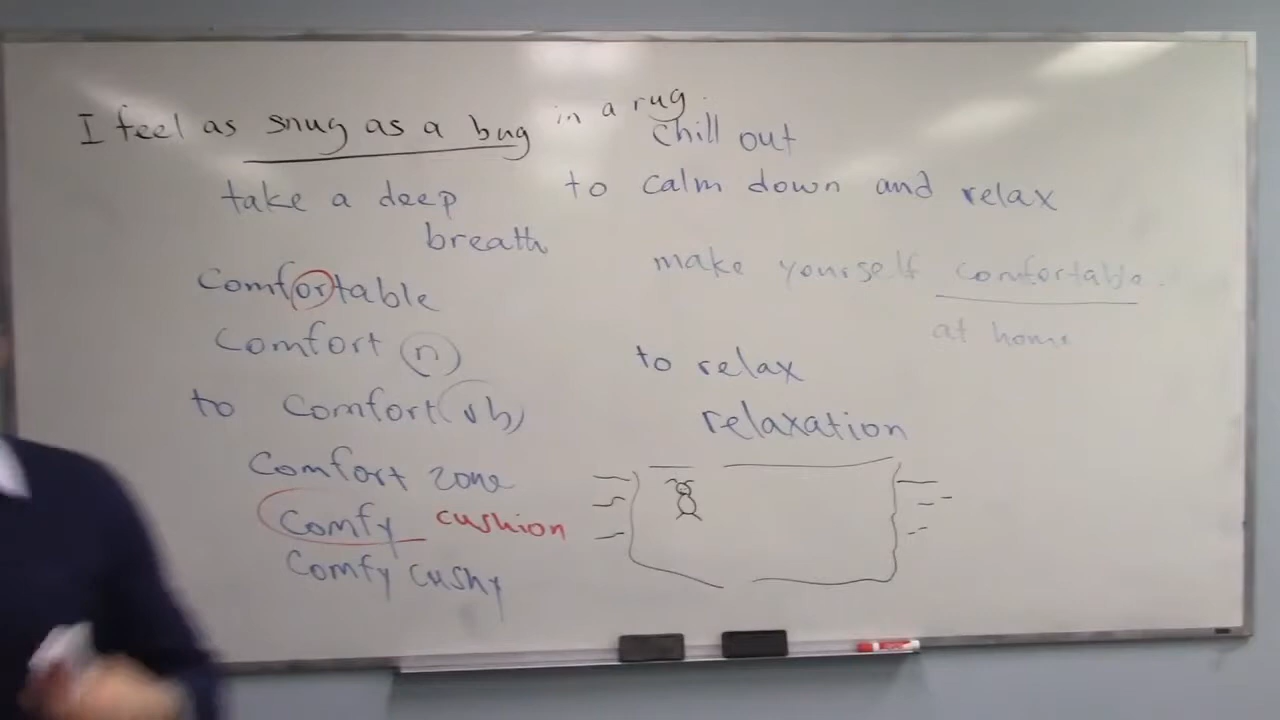 I feel as snug as a bug in a rug.
chill out
take a deep
breath
to calm down and relax
make yourself comfortable.
at home
comfortable
comfort n
to comfort (vb)
comfort zone
comfy cushion
comfy cushy
to relax
relaxation